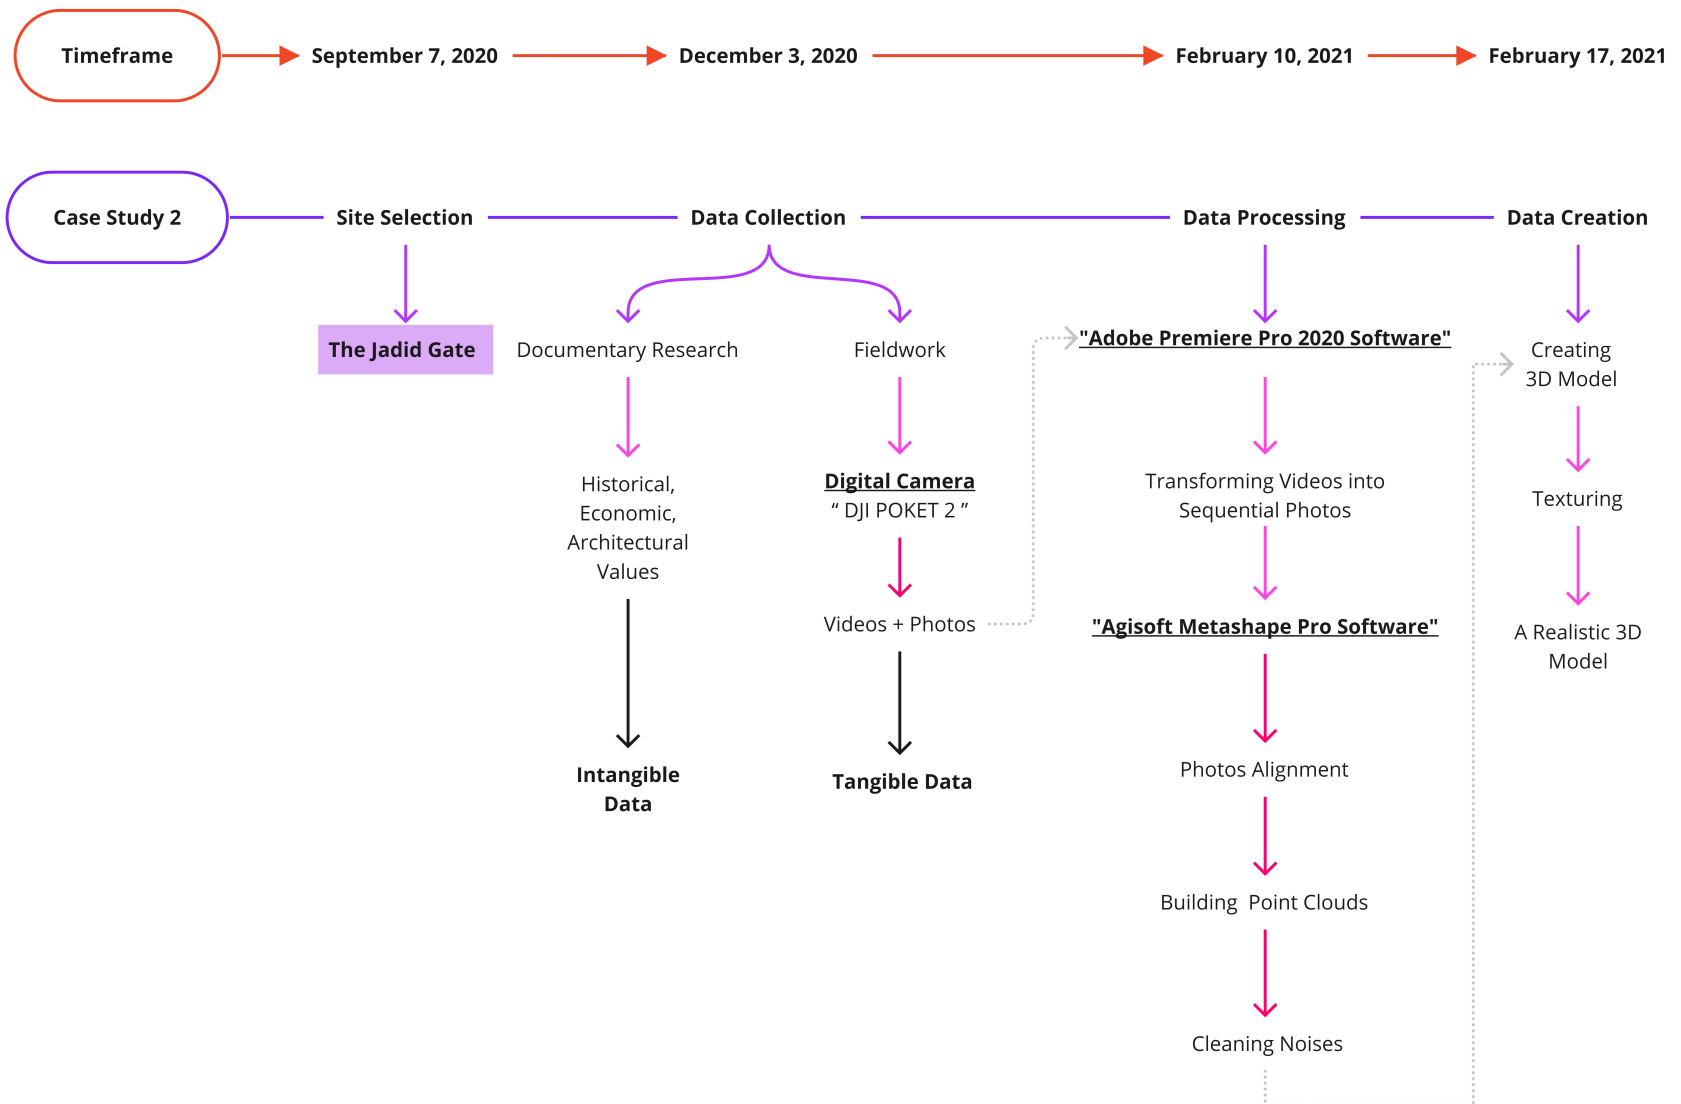 Timeframe
September 7, 2020
December 3, 2020
February 10, 2021
February 17, 2021
Case Study 2
Site Selection
Data Collection
Data Processing
Data Creation
The Jadid Gate
Documentary Research
Historical,
Economic,
Architectural
Values
Intangible
Data
Fieldwork
Digital Camera
“ DJI POKET 2 ”
Videos + Photos
Tangible Data
"Adobe Premiere Pro 2020 Software"
Transforming Videos into
Sequential Photos
"Agisoft Metashape Pro Software"
Photos Alignment
Building  Point Clouds
Cleaning Noises
Creating
3D Model
Texturing
A Realistic 3D
Model